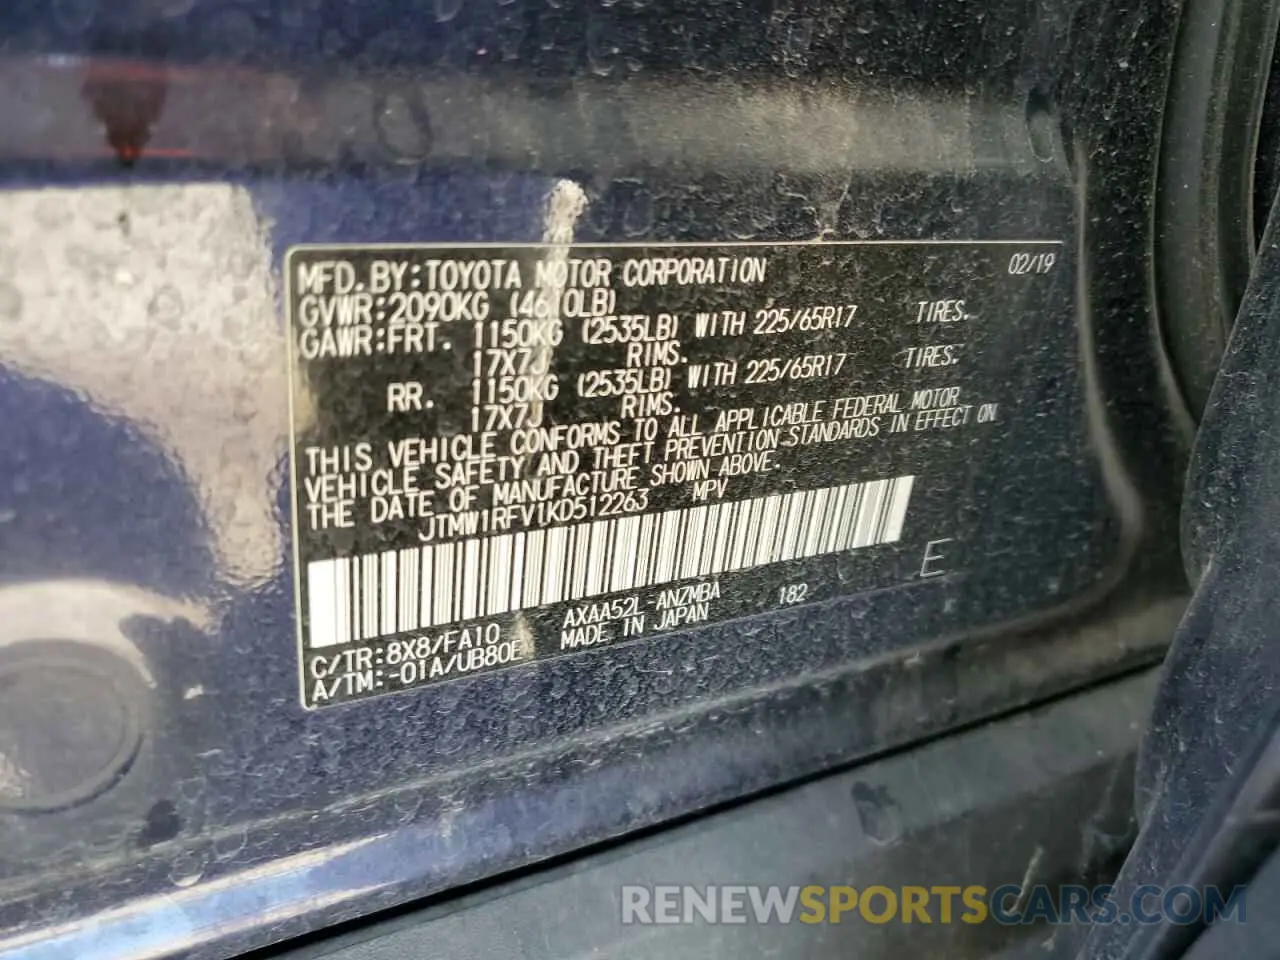 MFD. BY: TOYOTA MOTOR CORPORATION 02/19
GVWR: 2090KG (4610LB)
GAWR: FRT. 1150KG (2535LB) WITH 225/65R17 TIRES.
17X7J RIMS.
RR. 1150KG (2535LB) WITH 225/65R17 TIRES.
17X7J RIMS.
THIS VEHICLE CONFORMS TO ALL APPLICABLE FEDERAL MOTOR
VEHICLE SAFETY AND THEFT PREVENTION STANDARDS IN EFFECT ON
THE DATE OF MANUFACTURE SHOWN ABOVE.
JTMW1RFV1KD512263 MPV
E
C/TR: 8X8/FA10 AXAA52L-ANZMBA 182
A/TM: -01A/UB80E MADE IN JAPAN
RENEWSPORTSCARS.COM